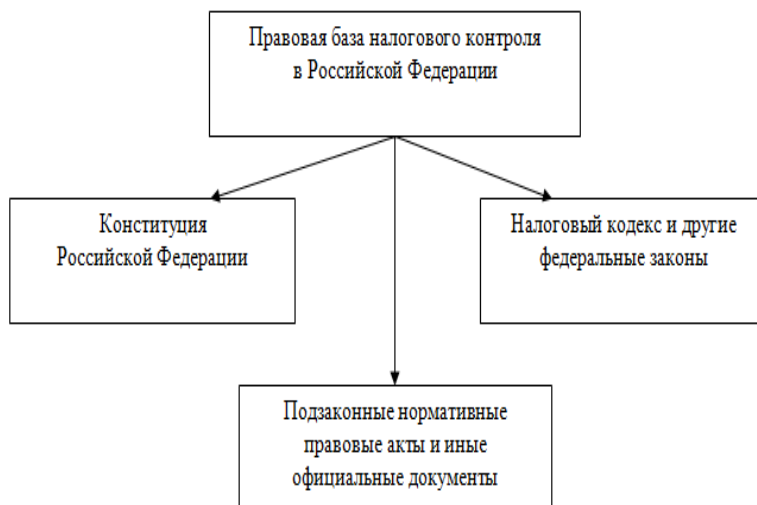 Правовая база налогового контроля
в Российской Федерации
Конституция
Российской Федерации
Налоговый кодекс и другие
федеральные законы
Подзаконные нормативные
правовые акты и иные
официальные документы